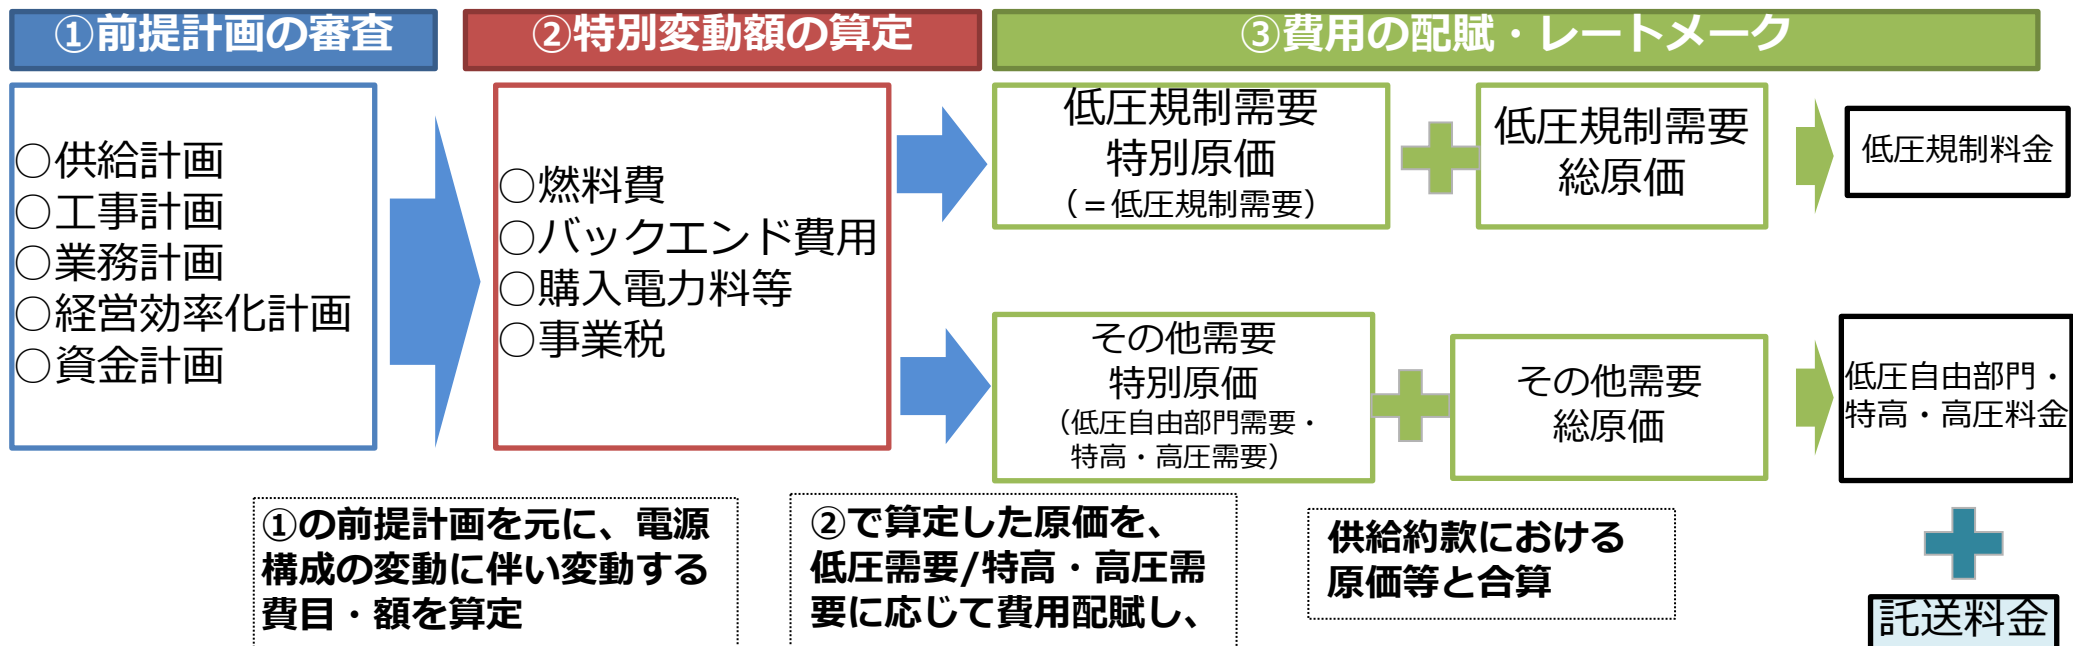 ①前提計画の審査
②特別変動額の算定
③費用の配賦・レートメーク
○供給計画
○工事計画
○業務計画
○経営効率化計画
○資金計画
○燃料費
○バックエンド費用
○購入電力料等
○事業税
低圧規制需要
特別原価
（＝低圧規制需要）
低圧規制需要
総原価
低圧規制料金
その他需要
特別原価
（低圧自由部門需要・
特高・高圧需要）
その他需要
総原価
低圧自由部門・
特高・高圧料金
①の前提計画を元に、電源
構成の変動に伴い変動する
費目・額を算定
②で算定した原価を、
低圧需要/特高・高圧需
要に応じて費用配賦し、
供給約款における
原価等と合算
託送料金